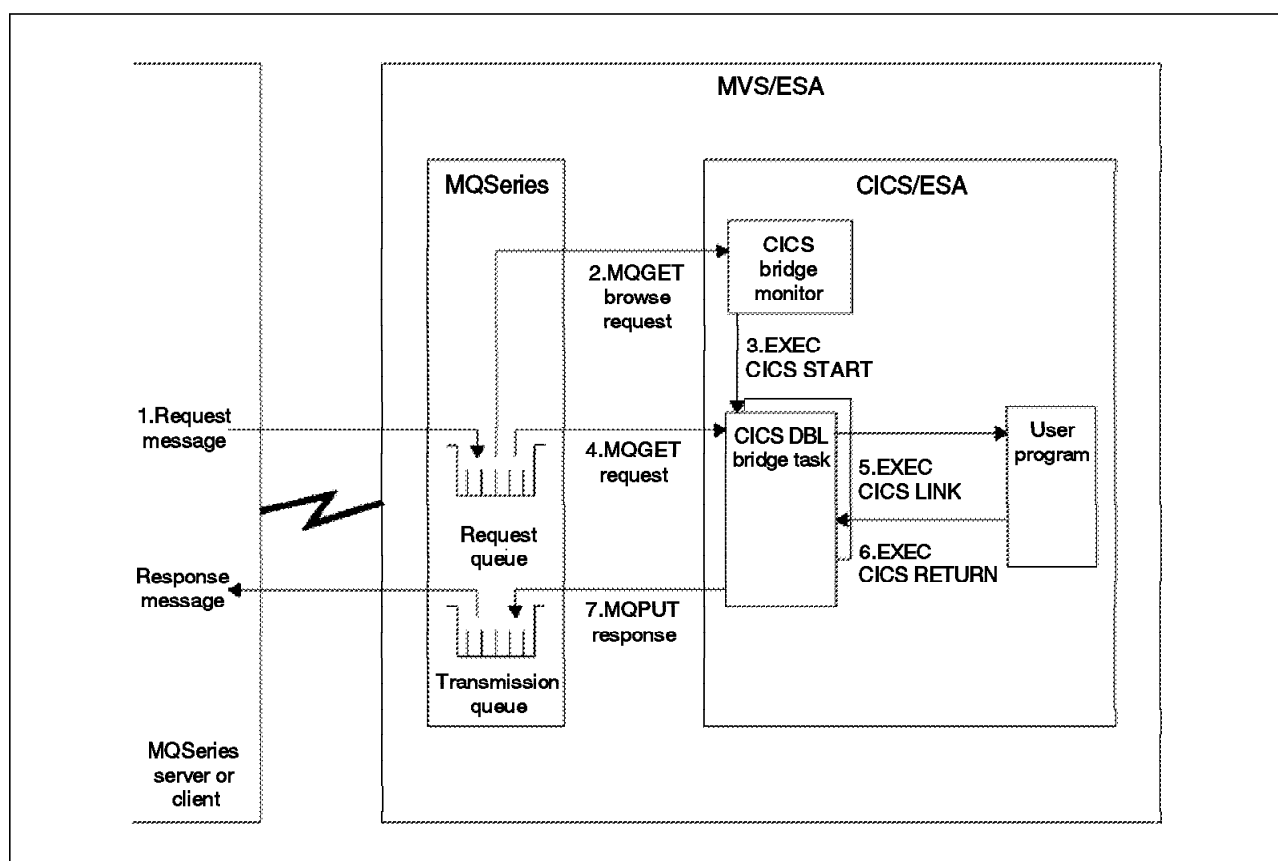 MVS/ESA
MQSeries
CICS/ESA
CICS
bridge
monitor
2.MQGET
browse
request
3.EXEC
CICS START
1.Request
message
4.MQGET
request
CICS DBL
bridge task
User
program
5.EXEC
CICS LINK
Request
queue
6.EXEC
CICS RETURN
Response
message
7.MQPUT
response
Transmission
queue
MQSeries
server or
client